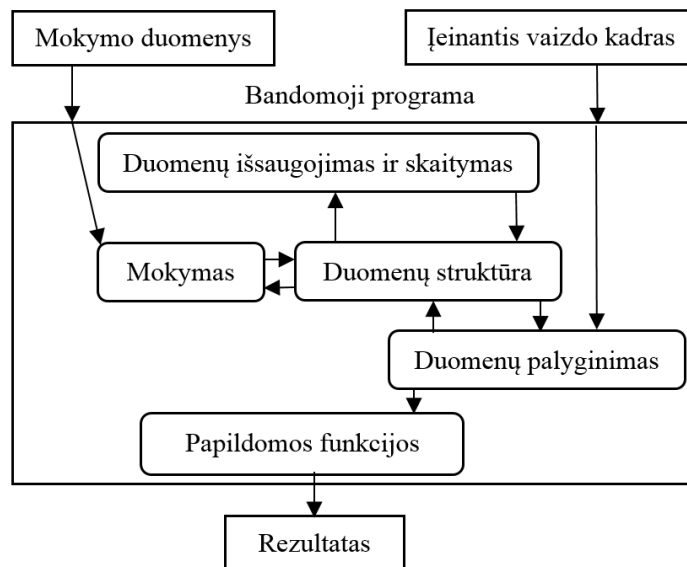 Mokymo duomenys
Įeinantis vaizdo kadras
Bandomoji programa
Duomenų išsaugojimas ir skaitymas
Mokymas
Duomenų struktūra
Duomenų palyginimas
Papildomos funkcijos
Rezultatas